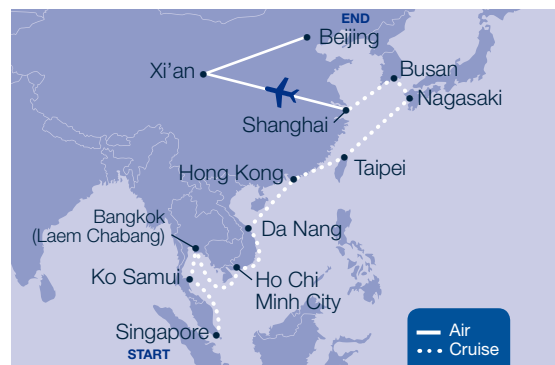 END
Beijing
Xi'an
Busan
Nagasaki
Shanghai
Taipei
Hong Kong
Bangkok
(Laem Chabang)
Da Nang
Ko Samui
Ho Chi
Minh City
Singapore
START
Air
Cruise